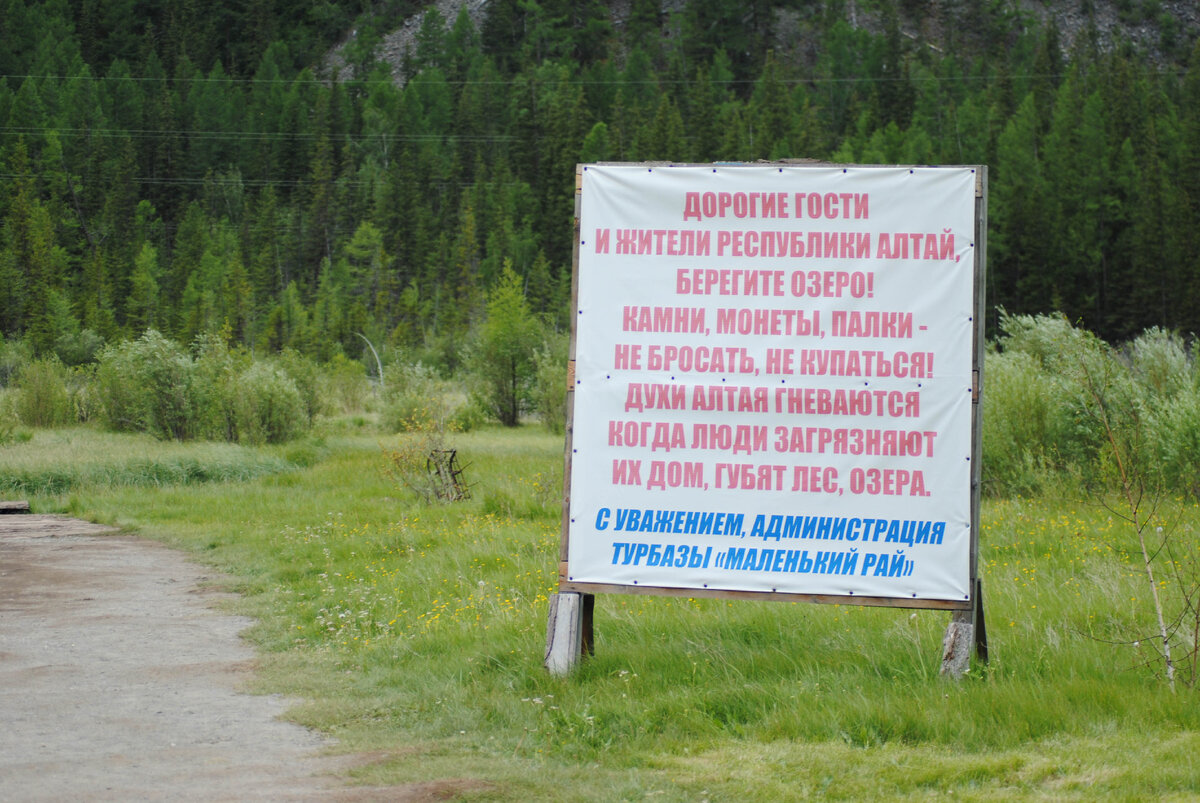 ДОРОГИЕ ГОСТИ
И ЖИТЕЛИ РЕСПУБЛИКИ АЛТАЙ,
БЕРЕГИТЕ ОЗЕРО!
КАМНИ, МОНЕТЫ, ПАЛКИ -
НЕ БРОСАТЬ, НЕ КУПАТЬСЯ!
ДУХИ АЛТАЯ ГНЕВАЮТСЯ
КОГДА ЛЮДИ ЗАГРЯЗНЯЮТ
ИХ ДОМ, ГУБЯТ ЛЕС, ОЗЕРА.
С УВАЖЕНИЕМ, АДМИНИСТРАЦИЯ
ТУРБАЗЫ «МАЛЕНЬКИЙ РАЙ»